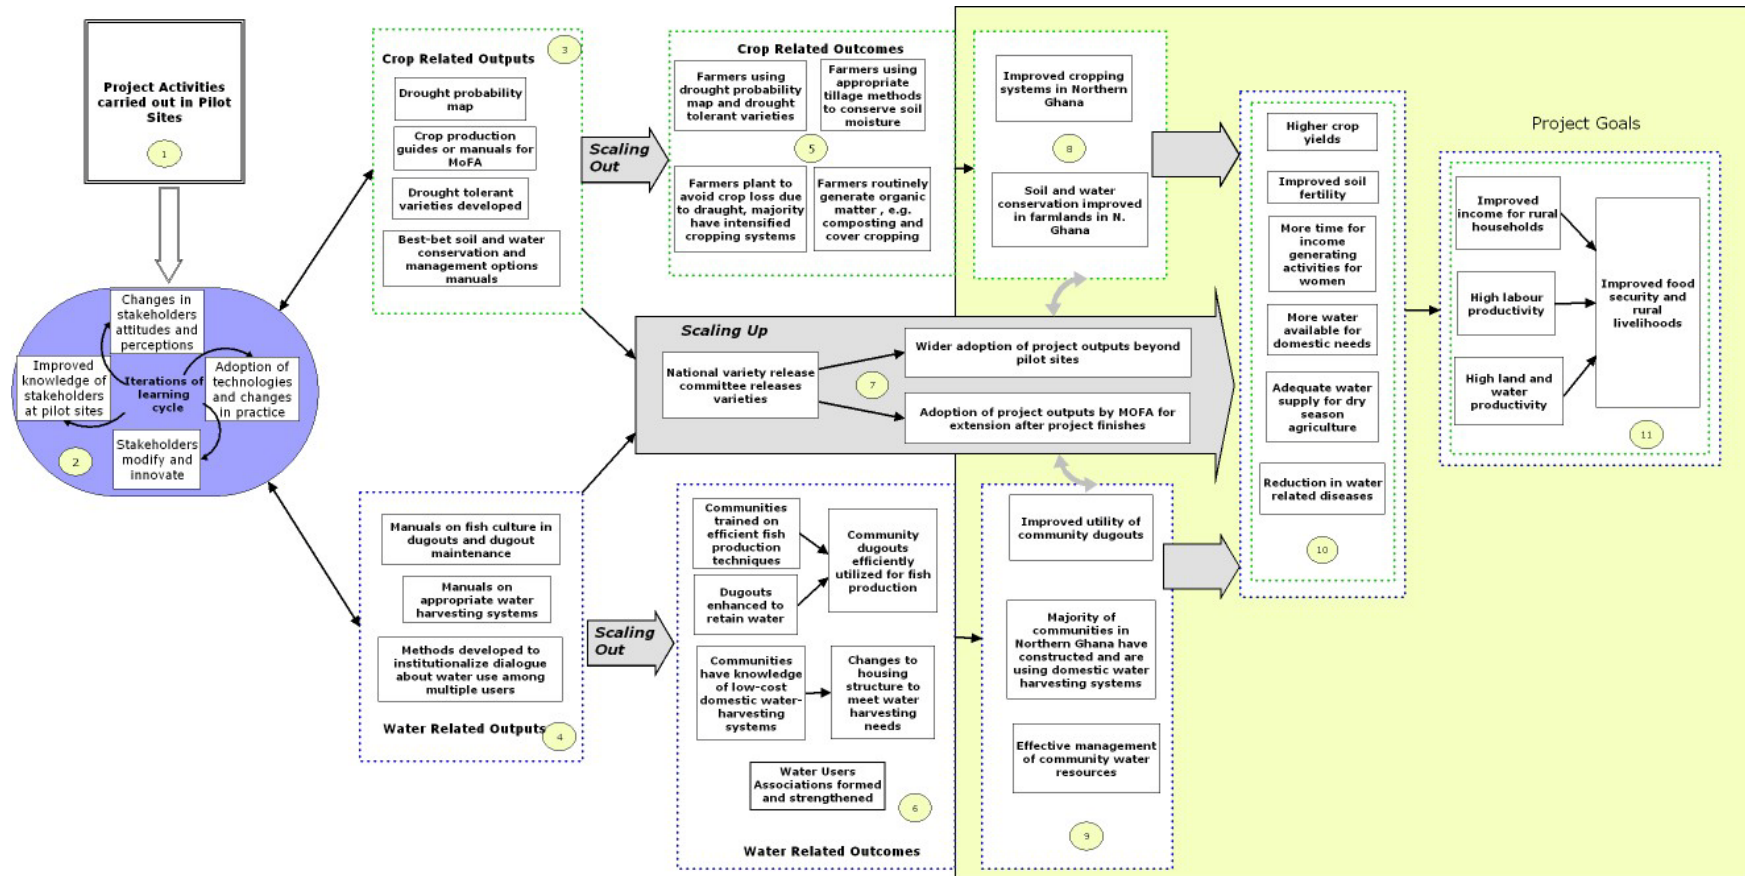 Project Activities
carried out in Pilot
Sites
1
Changes in
stakeholders
attitudes and
perceptions
Improved
knowledge of
stakeholders
at pilot sites
Iterations of
learning
cycle
Adoption of
technologies
and changes
in practice
Stakeholders
modify and
innovate
2
3
Crop Related Outputs
Drought probability
map
Crop production
guides or manuals for
MoFA
Drought tolerant
varieties developed
Best-bet soil and water
conservation and
management options
manuals
Manuals on fish culture in
dugouts and dugout
maintenance
Manuals on
appropriate water
harvesting systems
Methods developed to
institutionalize dialogue
about water use among
multiple users
Water Related Outputs
4
Scaling
Out
Scaling
Out
Crop Related Outcomes
Farmers using
drought probability
map and drought
tolerant varieties
Farmers using
appropriate
tillage methods
to conserve soil
moisture
5
Farmers plant to
avoid crop loss due
to draught, majority
have intensified
cropping systems
Farmers routinely
generate organic
matter , e.g.
composting and
cover cropping
Scaling Up
National variety release
committee releases
varieties
7
Wider adoption of project outputs beyond
pilot sites
Adoption of project outputs by MOFA for
extension after project finishes
Communities
trained on
efficient fish
production
techniques
Dugouts
enhanced to
retain water
Community
dugouts
efficiently
utilized for fish
production
Communities
have knowledge
of low-cost
domestic water-
harvesting
systems
Changes to
housing
structure to
meet water
harvesting
needs
Water Users
Associations formed
and strengthened
6
Water Related Outcomes
Improved cropping
systems in Northern
Ghana
8
Soil and water
conservation improved
in farmlands in N.
Ghana
Improved utility of
community dugouts
Majority of
communities in
Northern Ghana have
constructed and are
using domestic water
harvesting systems
Effective management
of community water
resources
9
Higher crop
yields
Improved soil
fertility
More time for
income
generating
activities for
women
More water
available for
domestic needs
Adequate water
supply for dry
season
agriculture
Reduction in water
related diseases
10
Project Goals
Improved
income for rural
households
High labour
productivity
High land and
water
productivity
Improved food
security and
rural
livelihoods
11